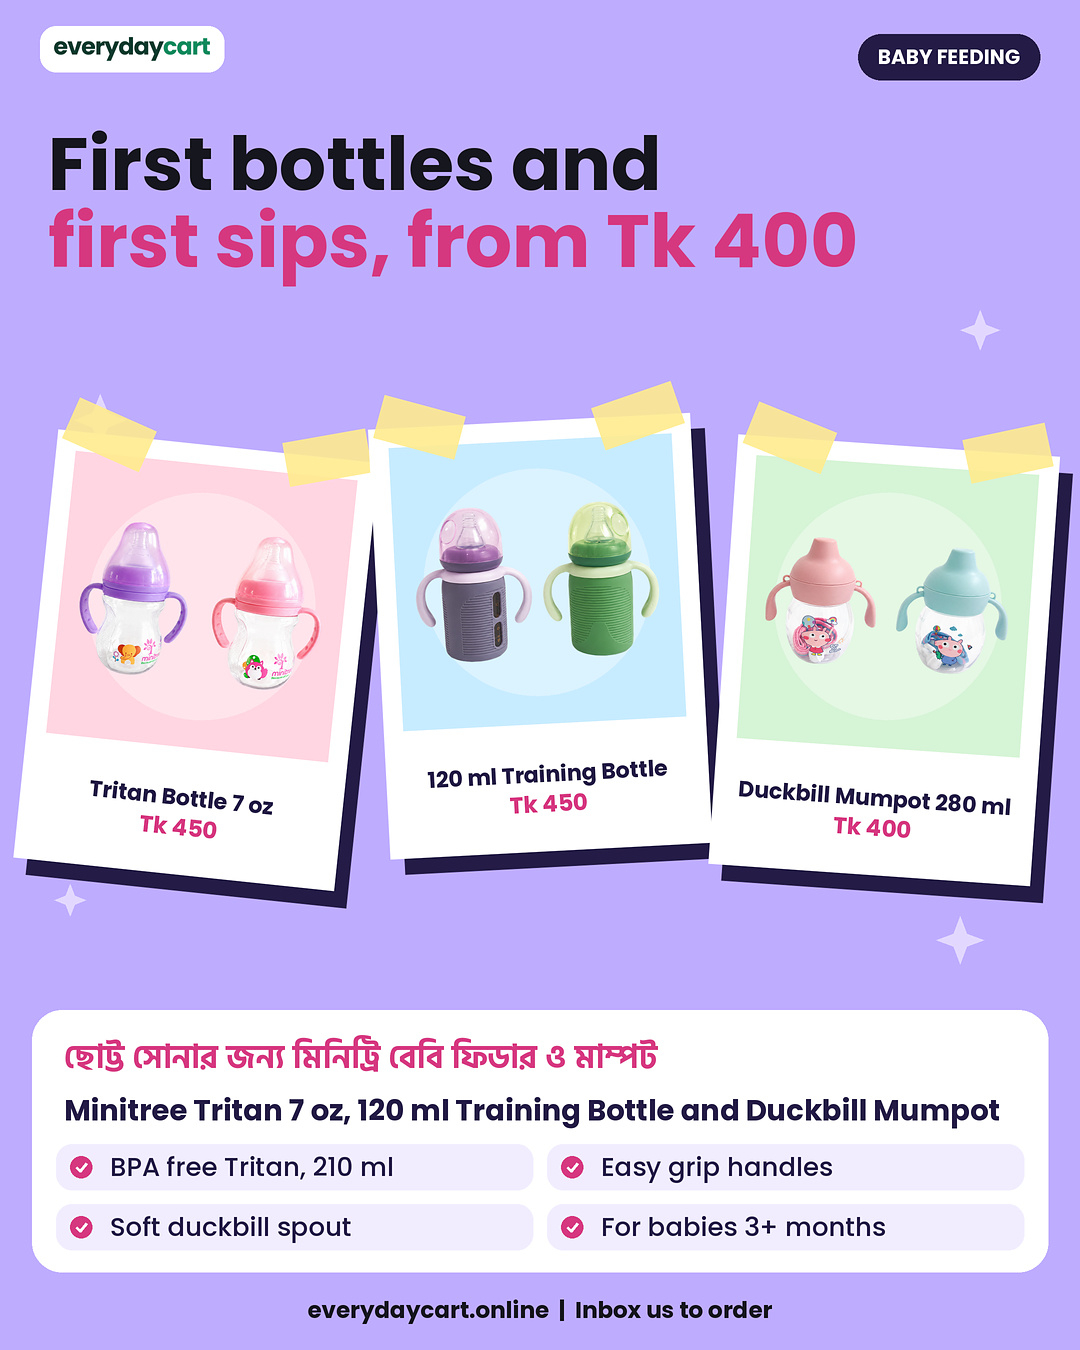 everydaycart
BABY FEEDING
First bottles and
first sips, from Tk 400
Tritan Bottle 7 oz
Tk 450
120 ml Training Bottle
Tk 450
Duckbill Mumpot 280 ml
Tk 400
ছোট্ট সোনার জন্য মিনিট্রি বেবি ফিডার ও মাম্পট
Minitree Tritan 7 oz, 120 ml Training Bottle and Duckbill Mumpot
BPA free Tritan, 210 ml
Easy grip handles
Soft duckbill spout
For babies 3+ months
everydaycart.online | Inbox us to order